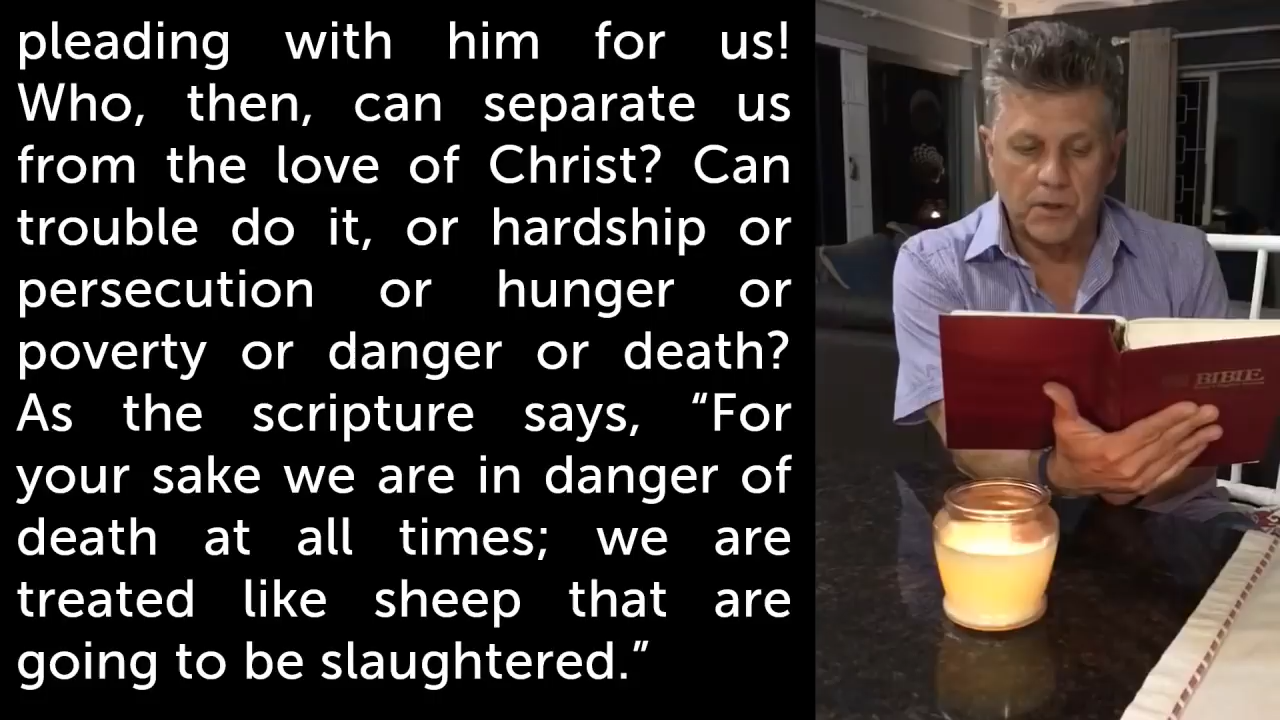 pleading with him for us!
Who, then, can separate us
from the love of Christ? Can
trouble do it, or hardship or
persecution or hunger or
poverty or danger or death?
As the scripture says, “For
your sake we are in danger of
death at all times; we are
treated like sheep that are
going to be slaughtered.”
BIBLE